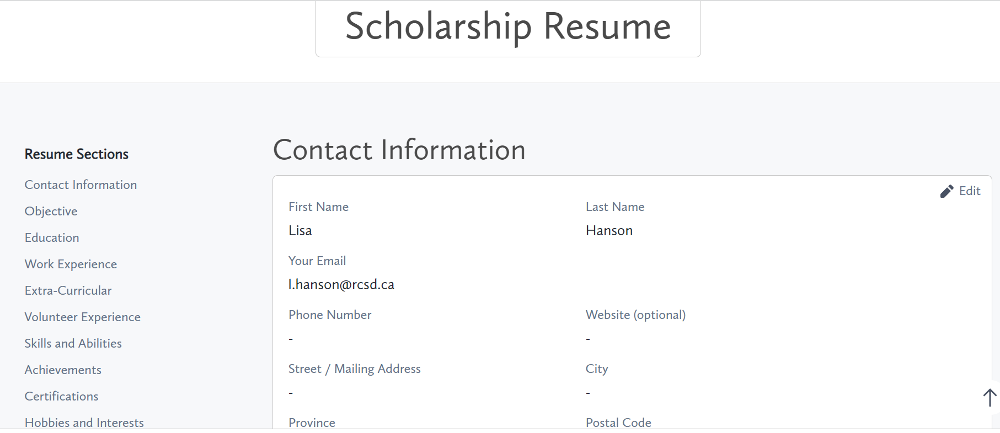 Scholarship Resume
Resume Sections
Contact Information
Objective
Education
Work Experience
Extra-Curricular
Volunteer Experience
Skills and Abilities
Achievements
Certifications
Hobbies and Interests
Contact Information
Edit
First Name Last Name
Lisa Hanson
Your Email
l.hanson@rcsd.ca
Phone Number Website (optional)
- -
Street / Mailing Address City
- -
Province Postal Code